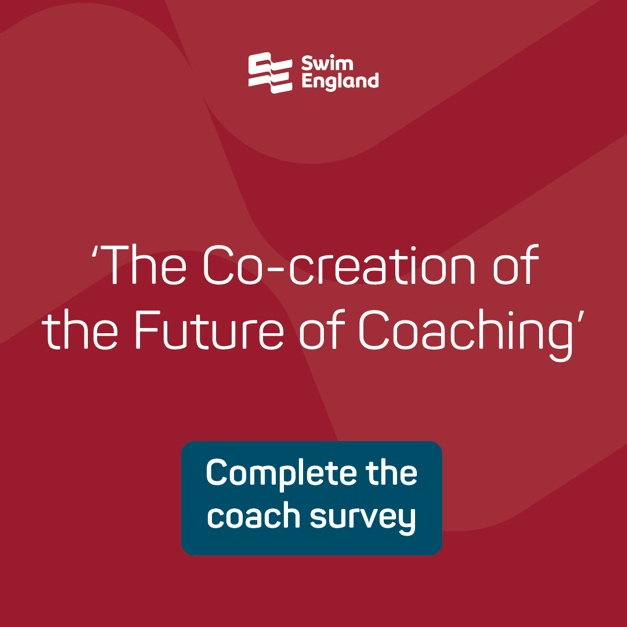 Swim
England
‘The Co-creation of
the Future of Coaching’
Complete the
coach survey